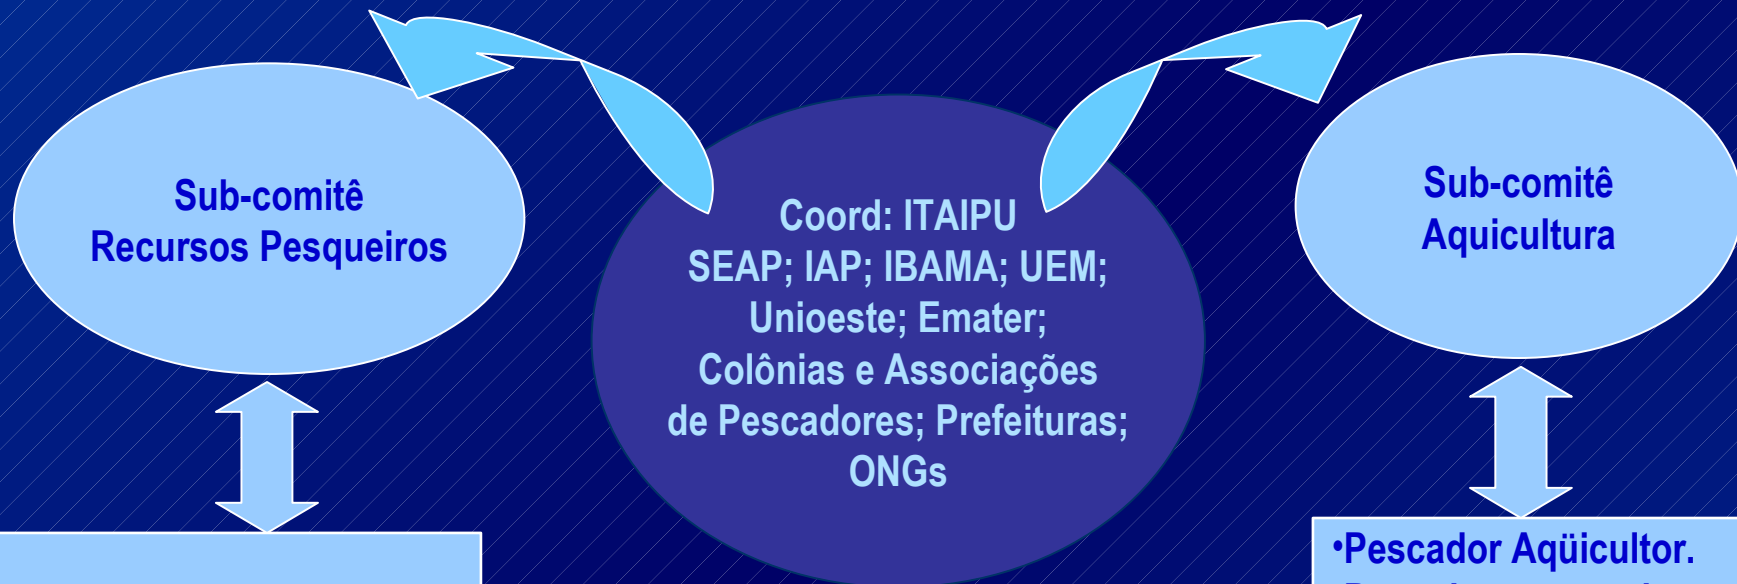 Sub-comitê
Recursos Pesqueiros
Coord: ITAIPU
SEAP; IAP; IBAMA; UEM;
Unioeste; Emater;
Colônias e Associações
de Pescadores; Prefeituras;
ONGs
Sub-comitê
Aquicultura
•Pescador Aqüicultor.